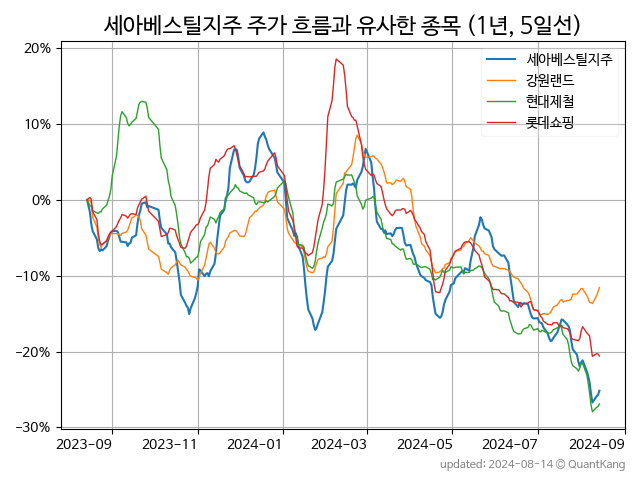 세아베스틸지주 주가 흐름과 유사한 종목 (1년, 5일선)
세아베스틸지주
강원랜드
현대제철
롯데쇼핑
20%
10%
0%
−10%
−20%
−30%
2023-09 2023-11 2024-01 2024-03 2024-05 2024-07 2024-09
updated: 2024-08-14 © QuantKang